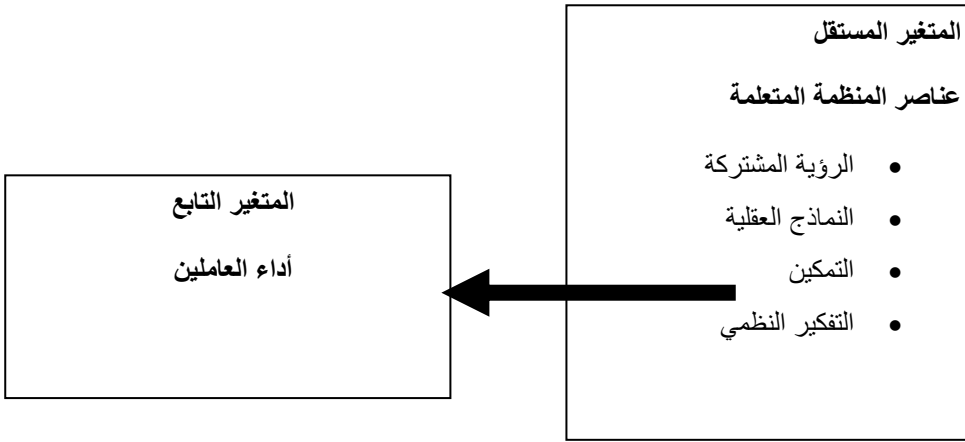 المتغير المستقل
عناصر المنظمة المتعلمة
• الرؤية المشتركة
• النماذج العقلية
• التمكين
• التفكير النظمي
المتغير التابع
أداء العاملين